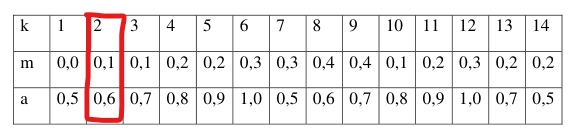 k 1 2 3 4 5 6 7 8 9 10 11 12 13 14
m 0,0 0,1 0,1 0,2 0,2 0,3 0,3 0,4 0,4 0,1 0,2 0,3 0,2 0,2
a 0,5 0,6 0,7 0,8 0,9 1,0 0,5 0,6 0,7 0,8 0,9 1,0 0,7 0,5